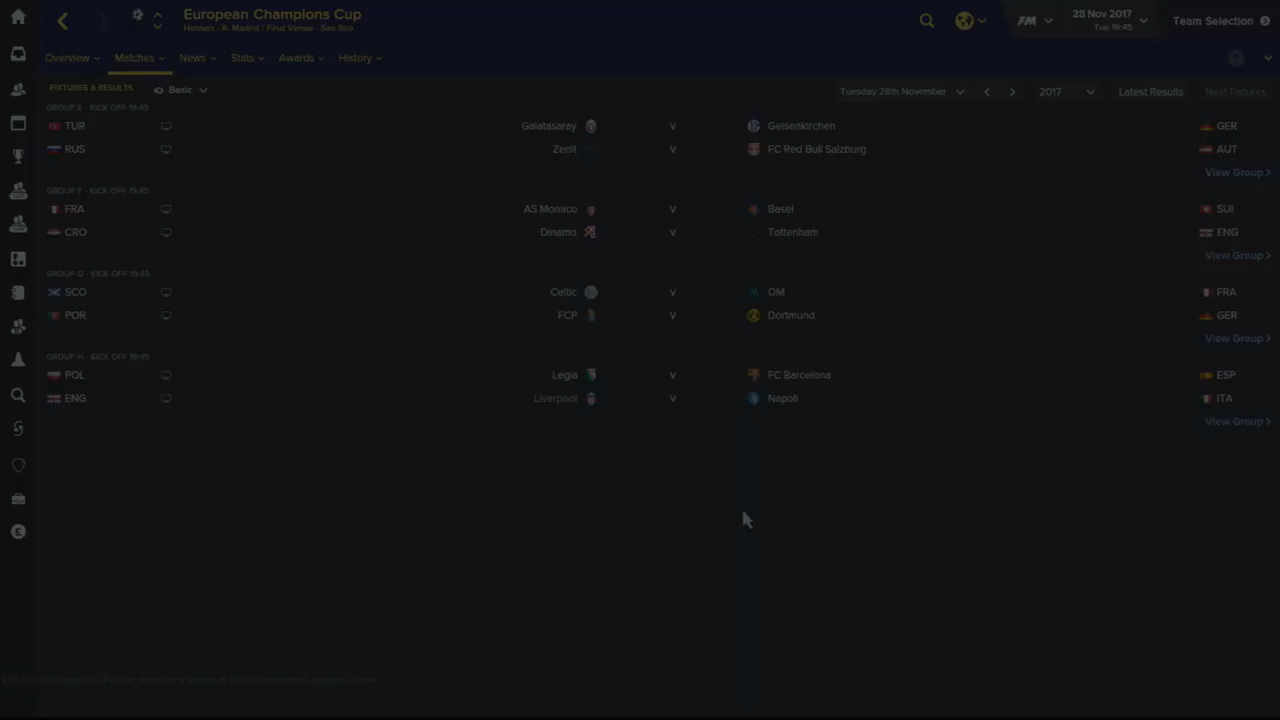 European Champions Cup
Holders - R. Madrid / Final Venue - San Siro
FM
28 Nov 2017
Tue 19:45
Team Selection
Overview Matches News Stats Awards History
FIXTURES & RESULTS Basic Tuesday 28th November 2017 Latest Results Next Fixtures
GROUP E - KICK OFF 19:45
TUR Galatasaray V Gelsenkirchen GER
RUS Zenit V FC Red Bull Salzburg AUT
View Group
GROUP F - KICK OFF 19:45
FRA AS Monaco V Basel SUI
CRO Dinamo V Tottenham ENG
View Group
GROUP G - KICK OFF 19:45
SCO Celtic V OM FRA
POR FCP V Dortmund GER
View Group
GROUP H - KICK OFF 19:45
POL Legia V FC Barcelona ESP
ENG Liverpool V Napoli ITA
View Group